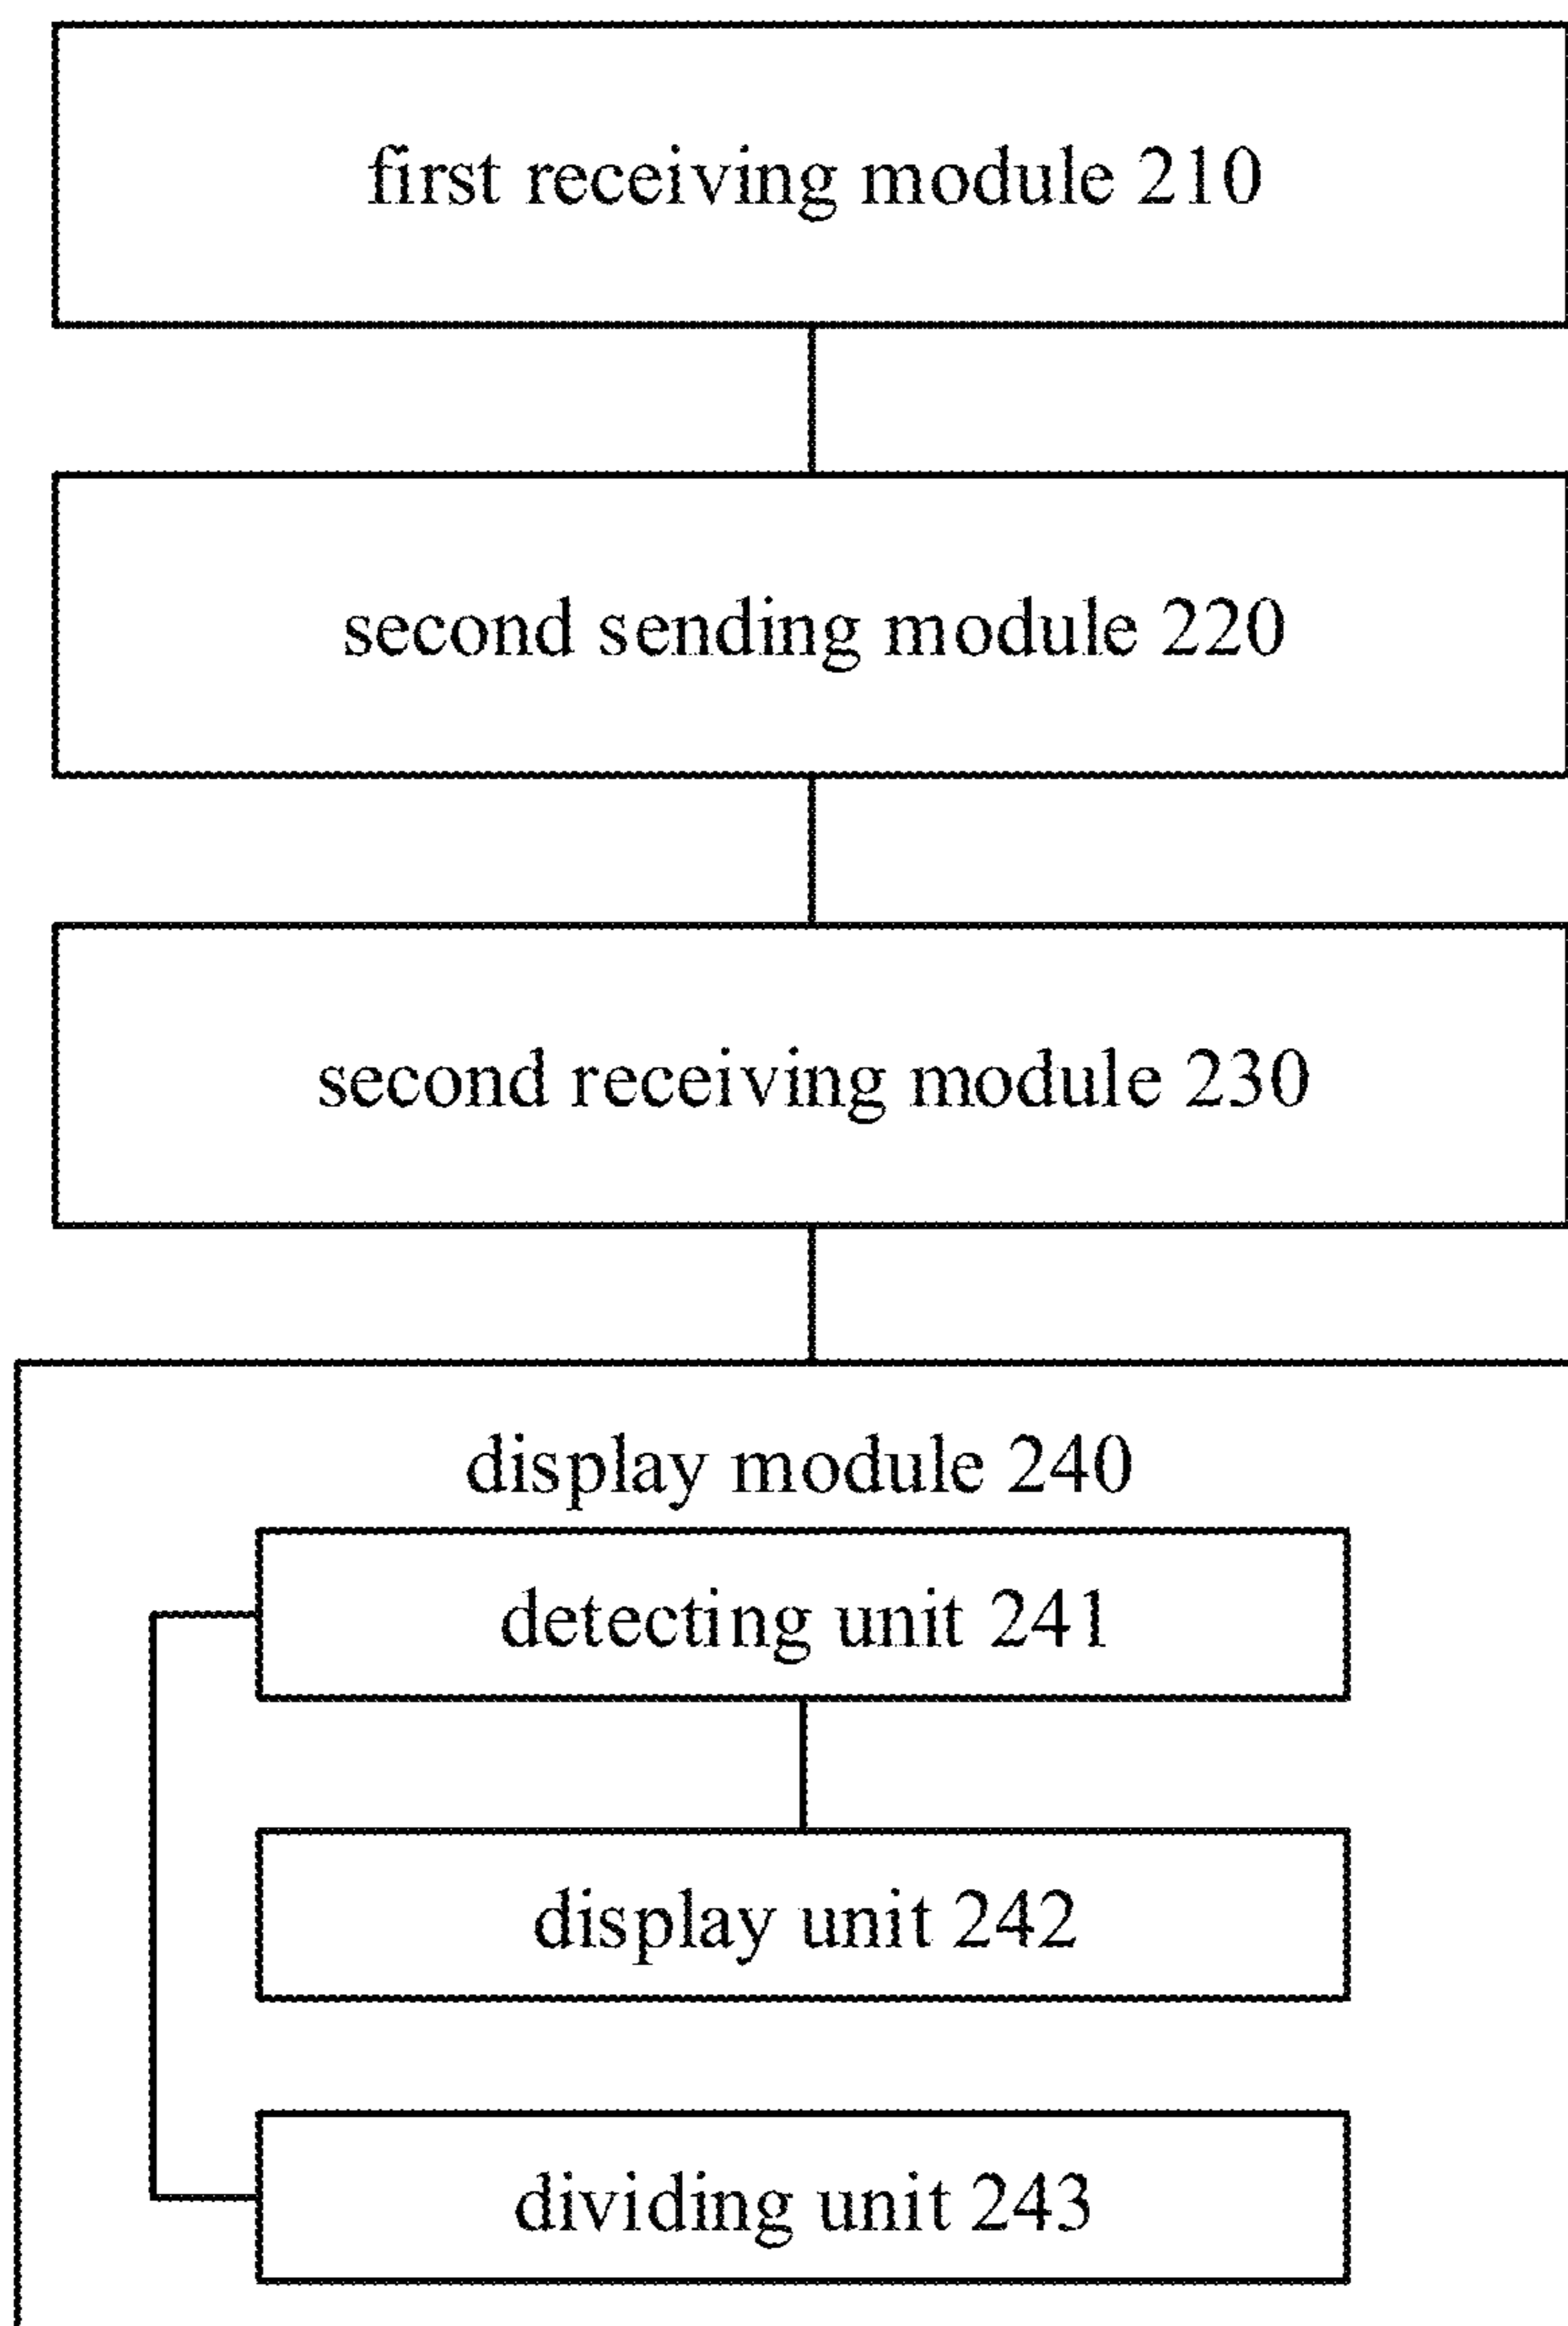 first receiving module 210
second sending module 220
second receiving module 230
display module 240
detecting unit 241
display unit 242
dividing unit 243